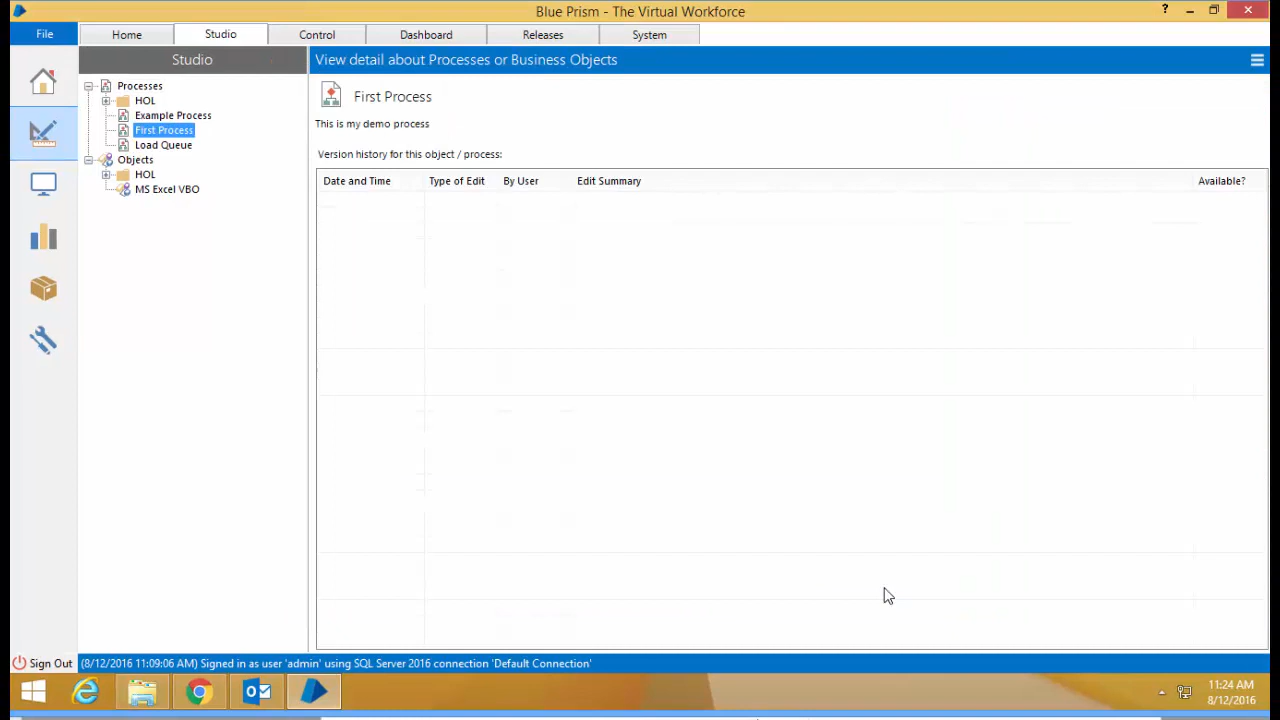 Blue Prism - The Virtual Workforce
?
File
Home
Studio
Control
Dashboard
Releases
System
Studio
View detail about Processes or Business Objects
Processes
HOL
Example Process
First Process
Load Queue
Objects
HOL
MS Excel VBO
First Process
This is my demo process
Version history for this object / process:
Date and Time
Type of Edit
By User
Edit Summary
Available?
Sign Out
(8/12/2016 11:09:06 AM) Signed in as user 'admin' using SQL Server 2016 connection 'Default Connection'
11:24 AM
8/12/2016